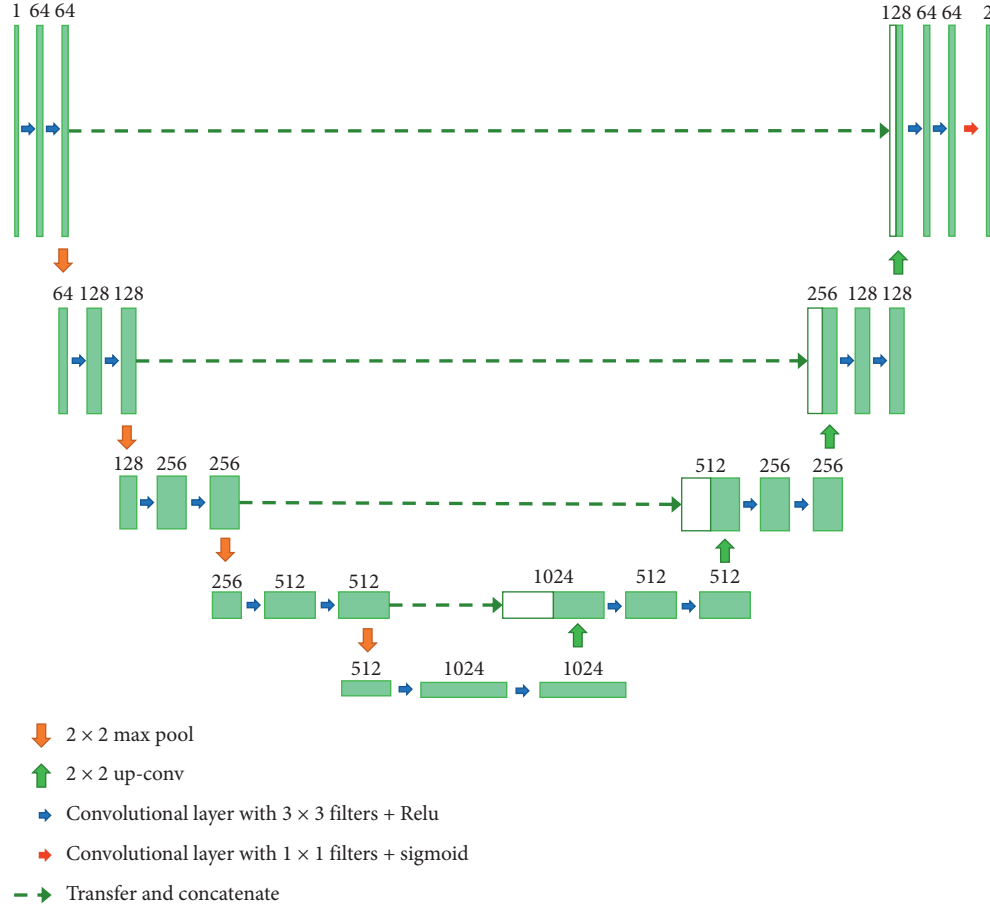 1 64 64 128 64 64 2
64 128 128 256 128 128
128 256 256 512 256 256
256 512 512 1024 512 512
512 1024 1024
2 × 2 max pool
2 × 2 up-conv
Convolutional layer with 3 × 3 filters + Relu
Convolutional layer with 1 × 1 filters + sigmoid
Transfer and concatenate